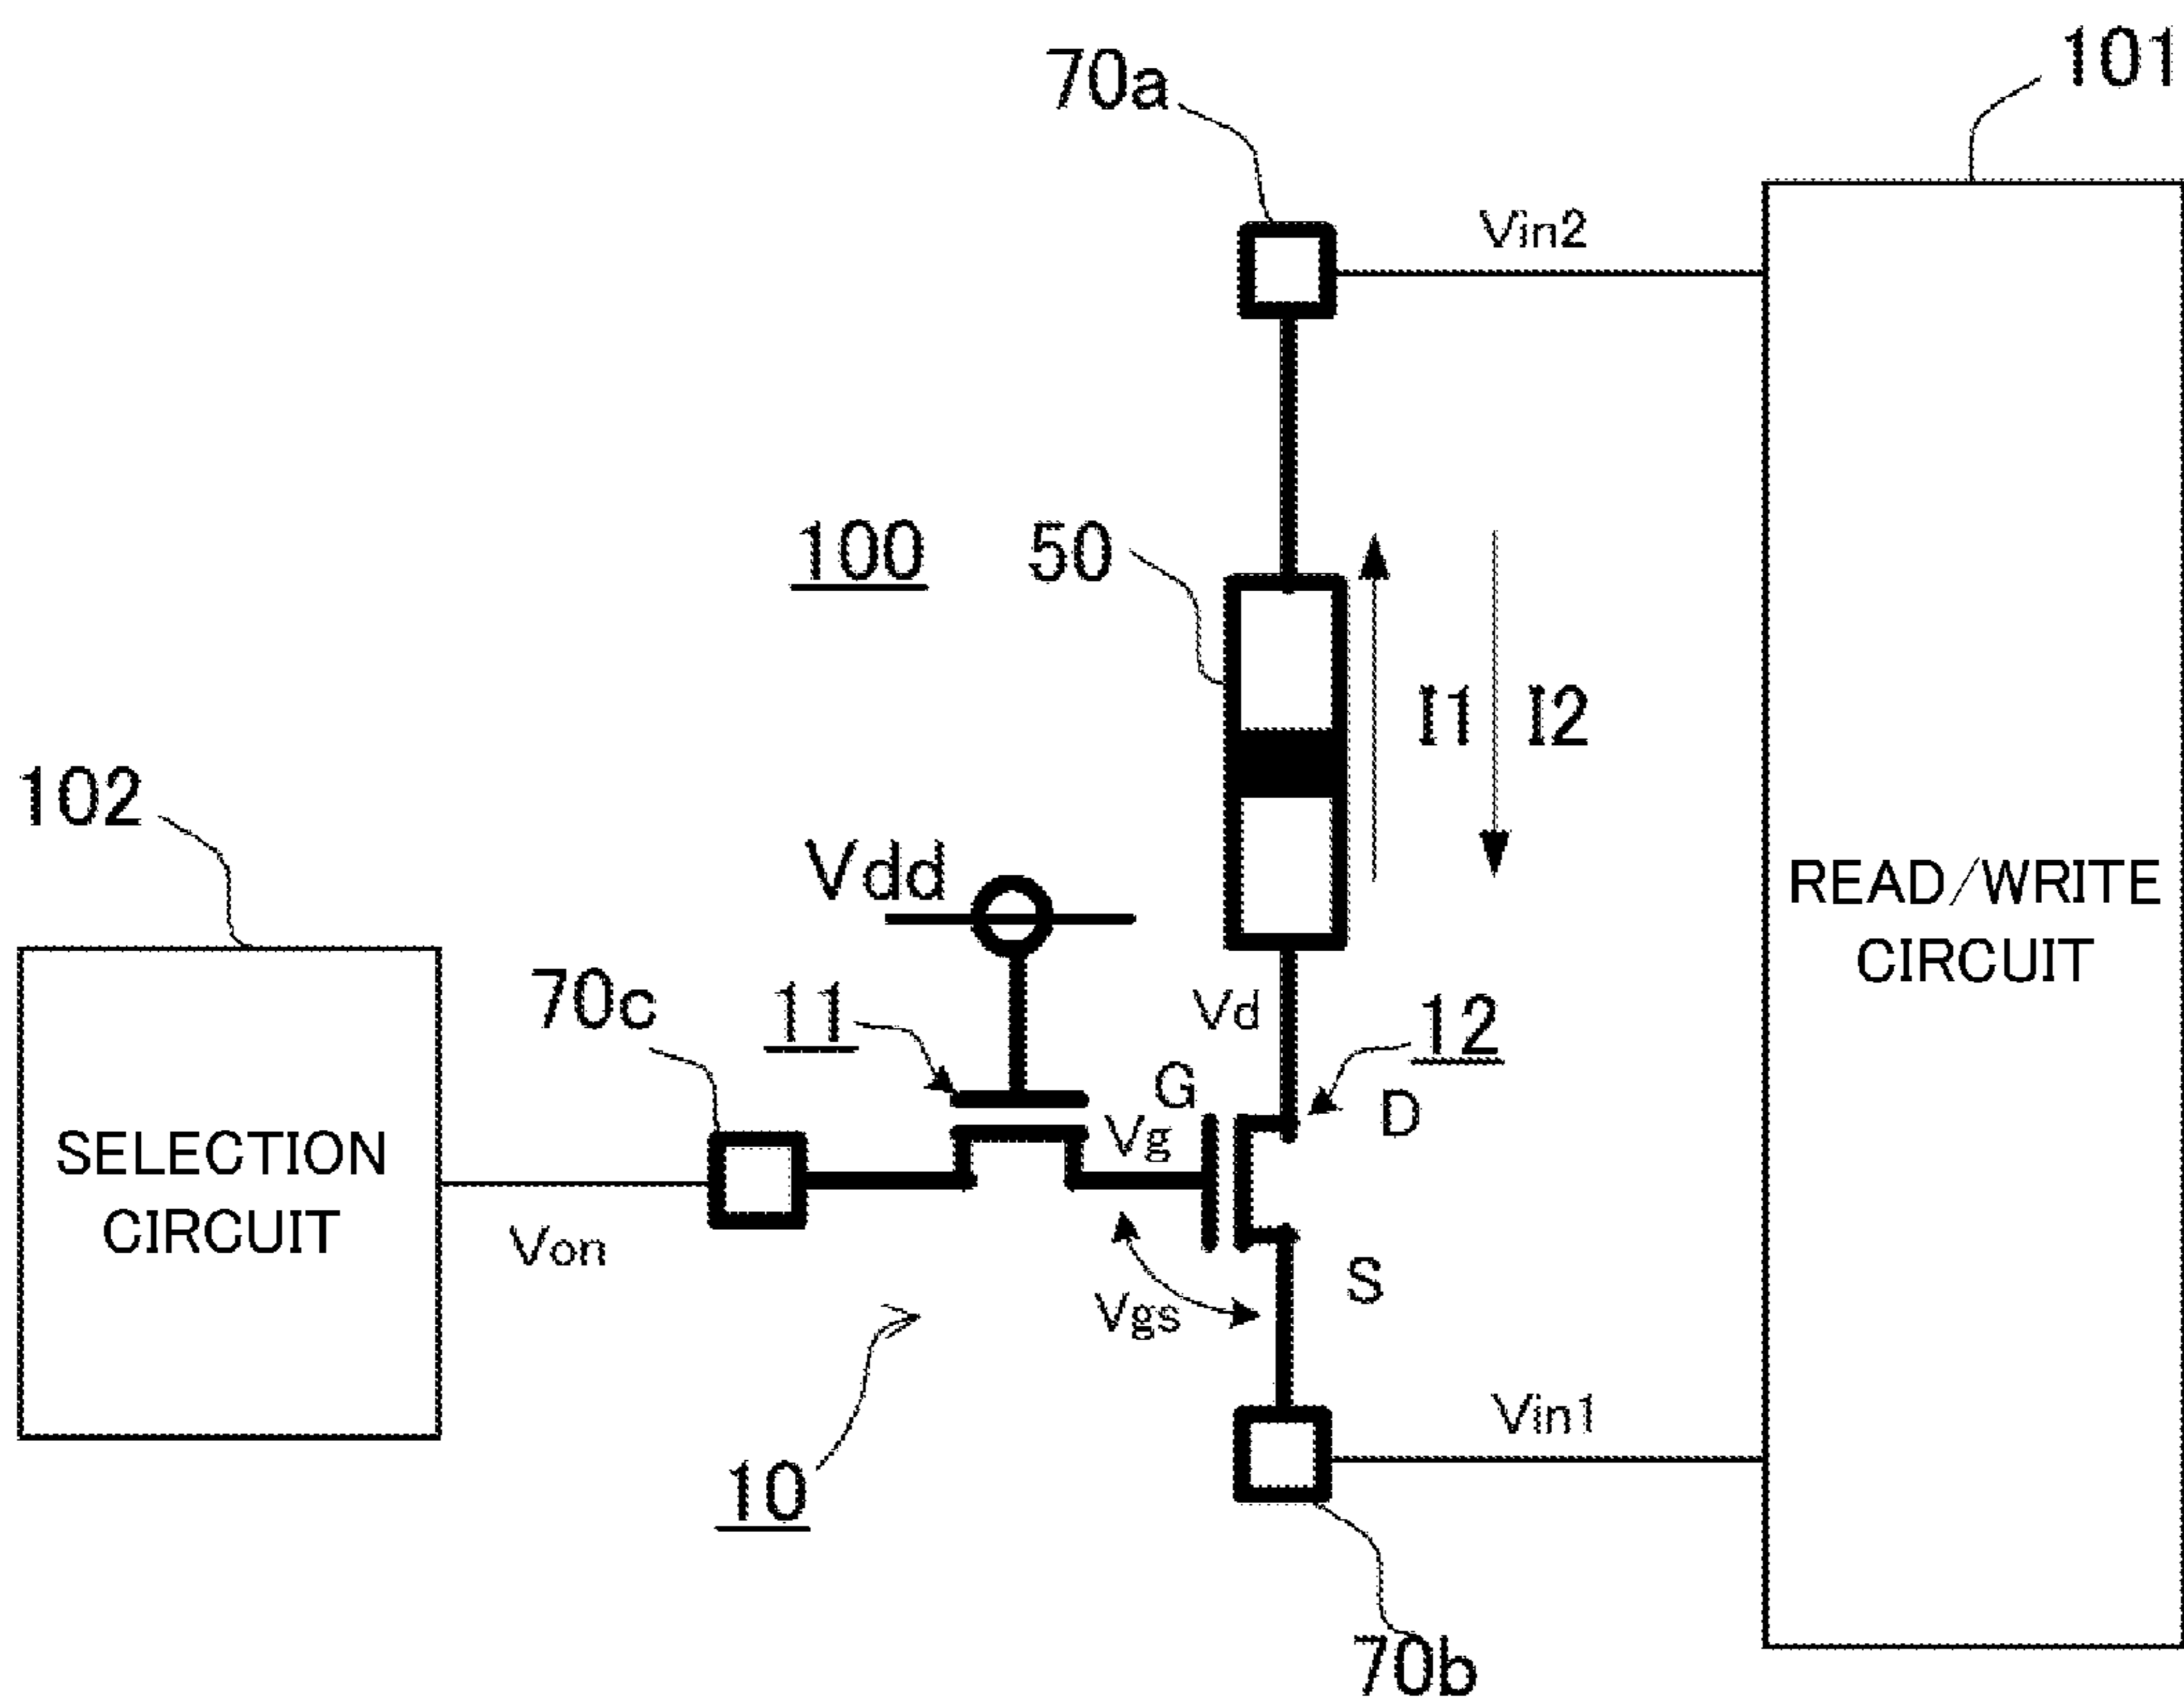 101
70a
Vin2
100
50
I1
I2
102
Vdd
READ/WRITE
CIRCUIT
70c
11
Vd
12
G
D
Vg
SELECTION
CIRCUIT
Von
Vgs
S
Vin1
10
70b